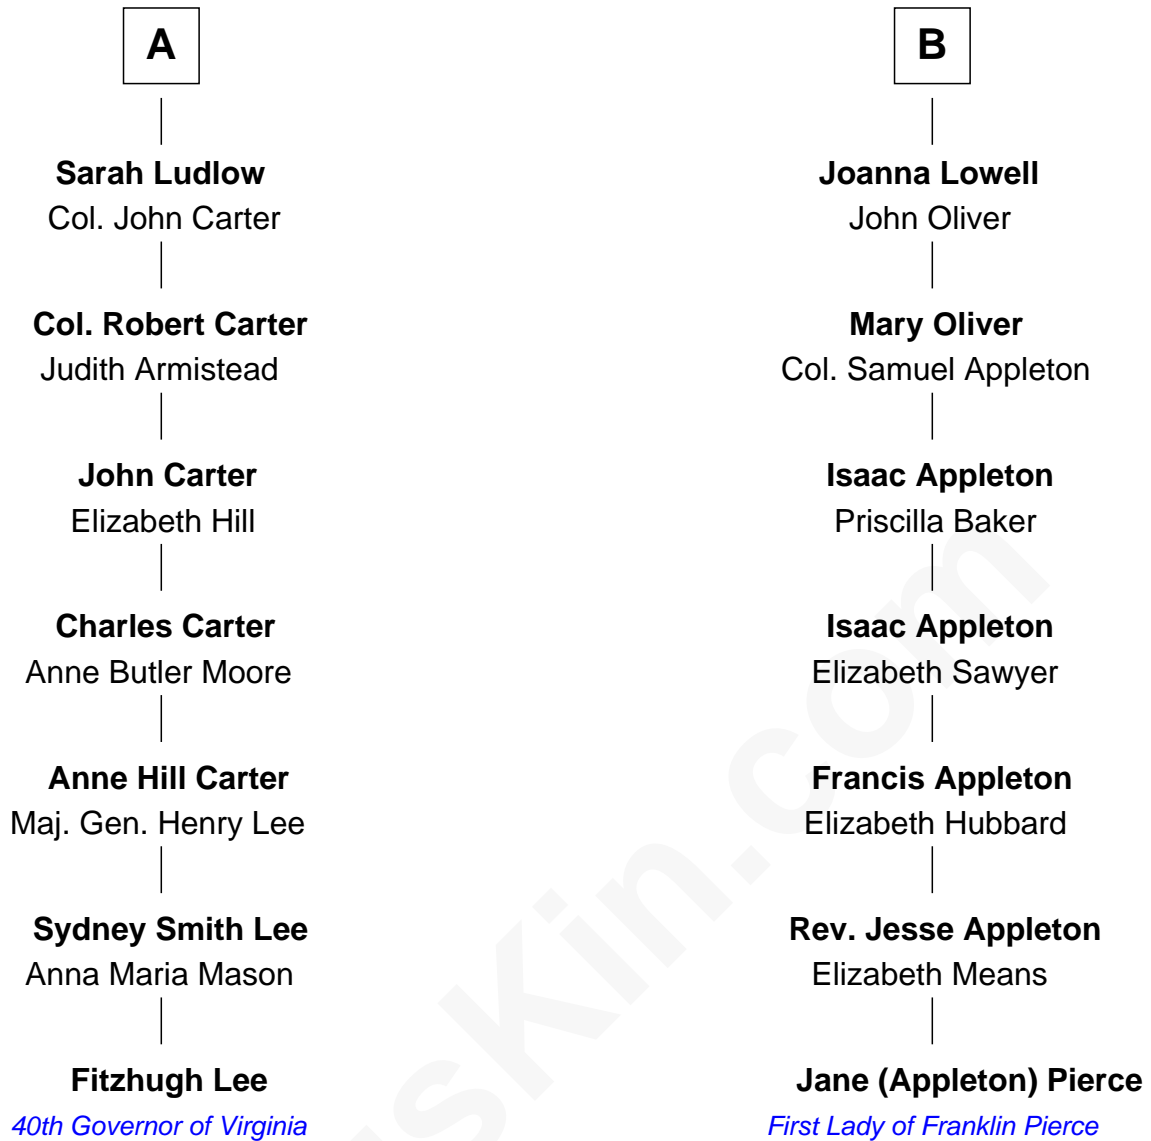 A
Sarah Ludlow
Col. John Carter
Col. Robert Carter
Judith Armistead
John Carter
Elizabeth Hill
Charles Carter
Anne Butler Moore
Anne Hill Carter
Maj. Gen. Henry Lee
Sydney Smith Lee
Anna Maria Mason
Fitzhugh Lee
40th Governor of Virginia
B
Joanna Lowell
John Oliver
Mary Oliver
Col. Samuel Appleton
Isaac Appleton
Priscilla Baker
Isaac Appleton
Elizabeth Sawyer
Francis Appleton
Elizabeth Hubbard
Rev. Jesse Appleton
Elizabeth Means
Jane (Appleton) Pierce
First Lady of Franklin Pierce